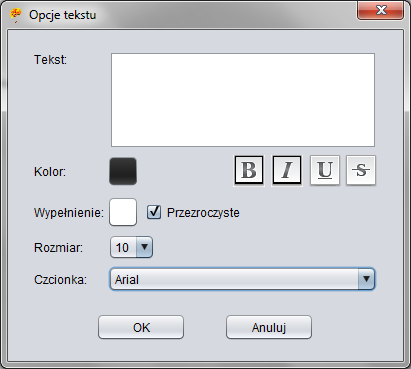 Opcje tekstu
Tekst:
Kolor:
B I U S
Wypełnienie: Przezroczyste
Rozmiar: 10
Czcionka: Arial
OK Anuluj